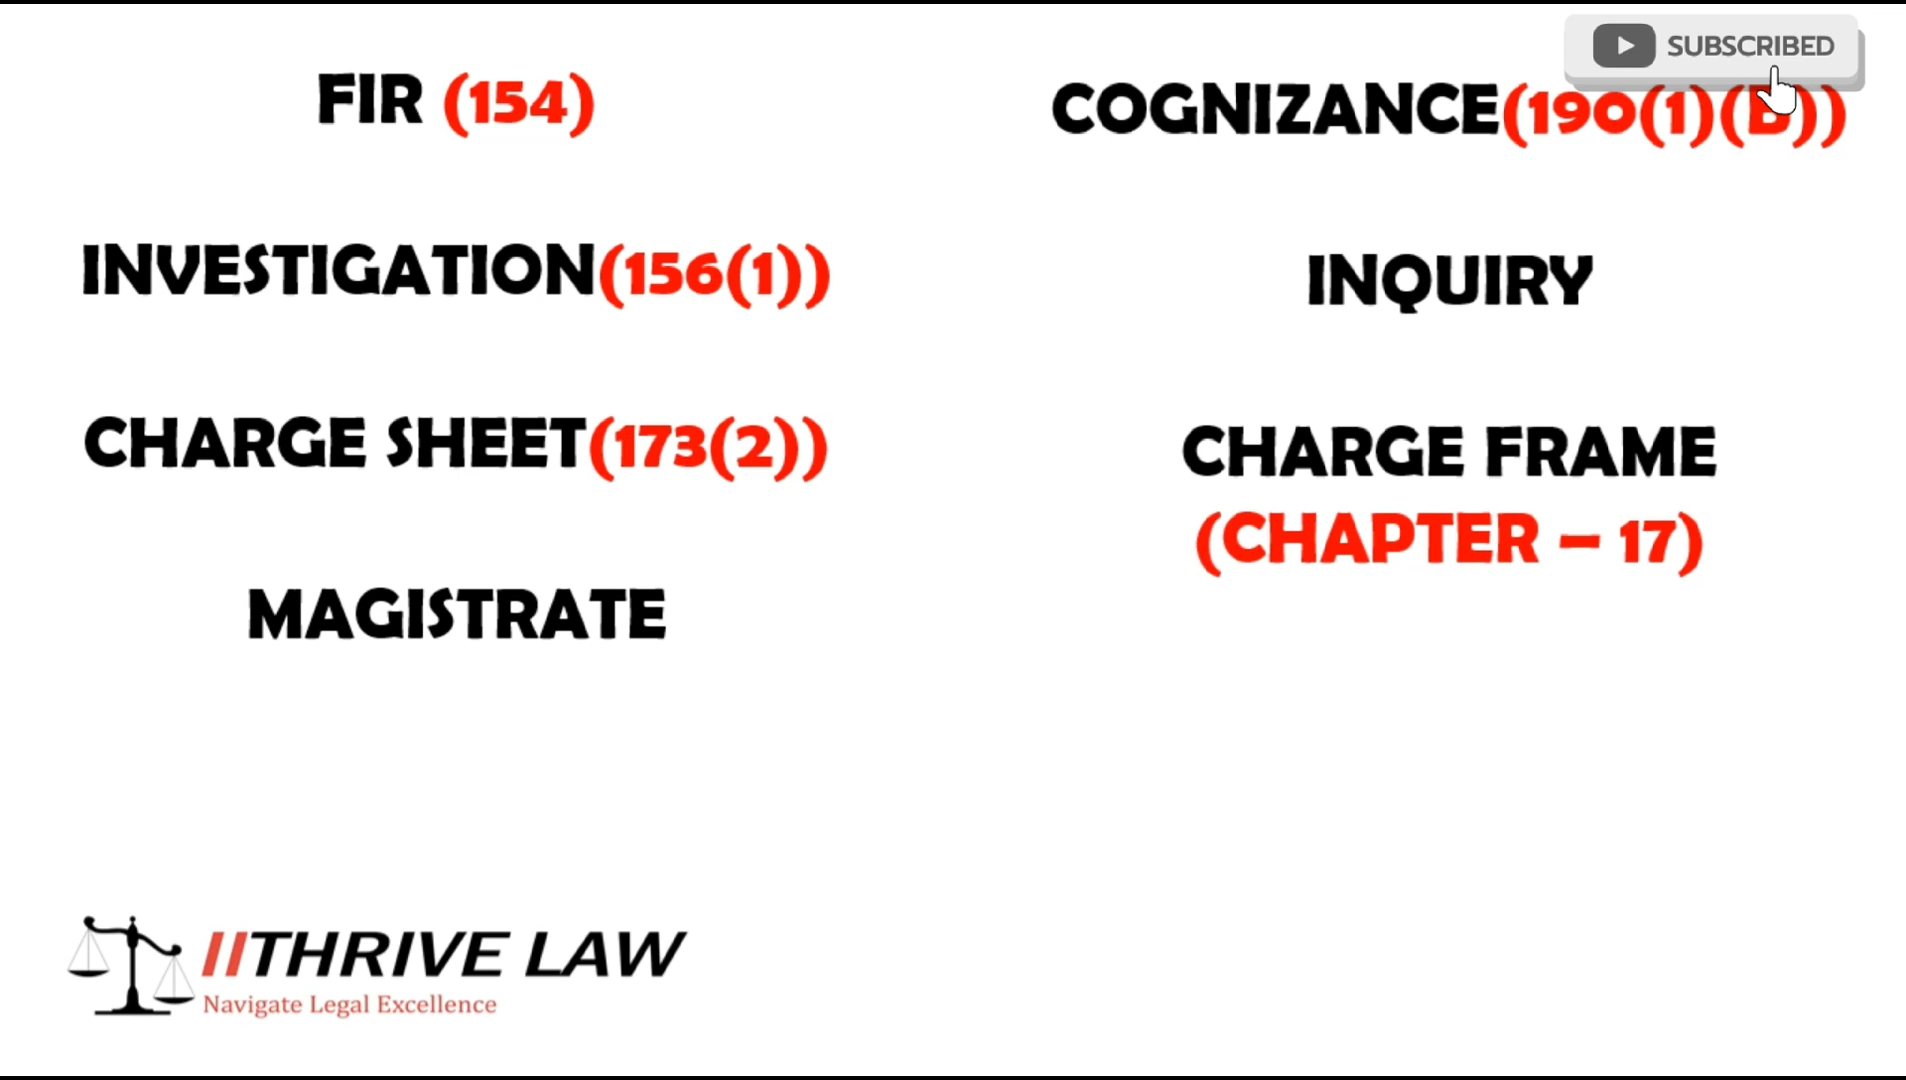 FIR (154)
INVESTIGATION(156(1))
CHARGE SHEET(173(2))
MAGISTRATE
SUBSCRIBED
COGNIZANCE(190(1)(B))
INQUIRY
CHARGE FRAME
(CHAPTER – 17)
IITHRIVE LAW
Navigate Legal Excellence